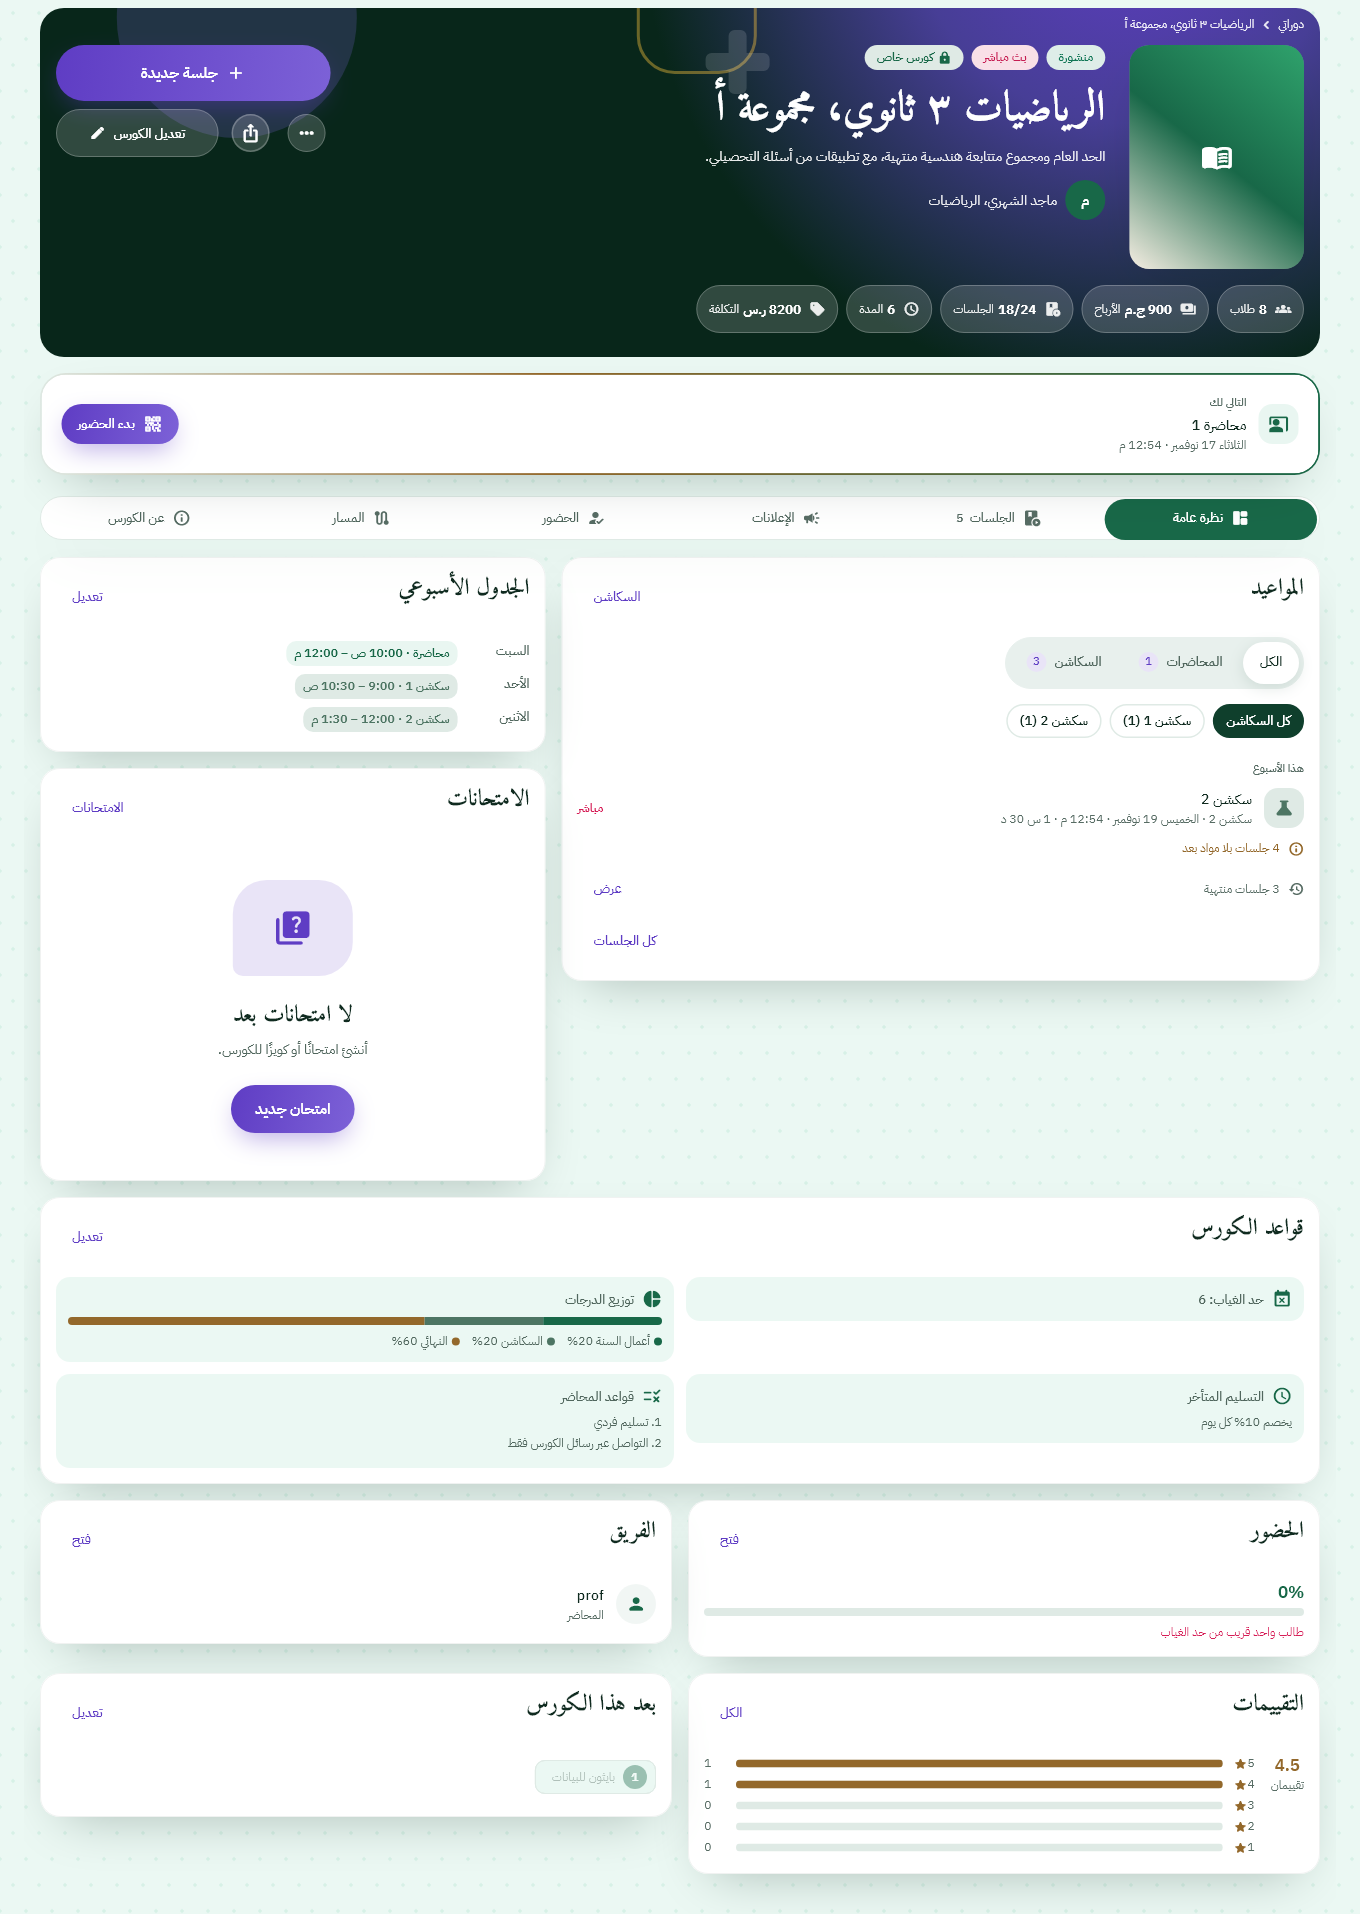 دوراتي › الرياضيات ٣ ثانوي، مجموعة أ
منشورة
بث مباشر
كورس خاص
الرياضيات ٣ ثانوي، مجموعة أ
الحد العام ومجموع متتابعة هندسية منتهية، مع تطبيقات من أسئلة التحصيلي.
م
ماجد الشهري، الرياضيات
جلسة جديدة
تعديل الكورس
8 طلاب
900 ج.م الأرباح
18/24 الجلسات
6 المدة
8200 ر.س التكلفة
التالي لك
محاضرة 1
الثلاثاء 17 نوفمبر · 12:54 م
بدء الحضور
نظرة عامة
الجلسات 5
الإعلانات
الحضور
المسار
عن الكورس
المواعيد
السكاشن
الكل
المحاضرات 1
السكاشن 3
كل السكاشن
سكشن 1 (1)
سكشن 2 (1)
هذا الأسبوع
سكشن 2
سكشن 2 · الخميس 19 نوفمبر · 12:54 م · 1 س 30 د
مباشر
4 جلسات بلا مواد بعد
3 جلسات منتهية
عرض
كل الجلسات
الجدول الأسبوعي
تعديل
السبت
محاضرة · 10:00 ص – 12:00 م
الأحد
سكشن 1 · 9:00 – 10:30 ص
الاثنين
سكشن 2 · 12:00 – 1:30 م
الامتحانات
الامتحانات
لا امتحانات بعد
أنشئ امتحانًا أو كويزًا للكورس.
امتحان جديد
قواعد الكورس
تعديل
حد الغياب: 6
توزيع الدرجات
أعمال السنة 20%
السكاشن 20%
النهائي 60%
التسليم المتأخر
يخصم 10% كل يوم
قواعد المحاضر
1. تسليم فردي
2. التواصل عبر رسائل الكورس فقط
الحضور
فتح
0%
طالب واحد قريب من حد الغياب
الفريق
فتح
prof
المحاضر
التقييمات
الكل
4.5
تقييمان
5 1
4 1
3 0
2 0
1 0
بعد هذا الكورس
تعديل
1 بايثون للبيانات